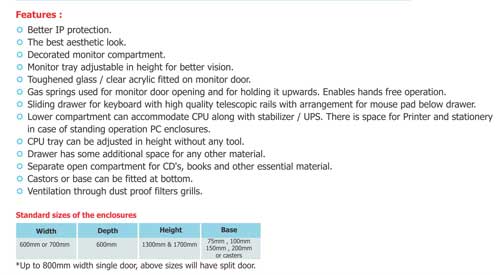 Features :
Better IP protection.
The best aesthetic look.
Decorated monitor compartment.
Monitor tray adjustable in height for better vision.
Toughened glass / clear acrylic fitted on monitor door.
Gas springs used for monitor door opening and for holding it upwards. Enables hands free operation.
Sliding drawer for keyboard with high quality telescopic rails with arrangement for mouse pad below drawer.
Lower compartment can accommodate CPU along with stabilizer / UPS. There is space for Printer and stationery
in case of standing operation PC enclosures.
CPU tray can be adjusted in height without any tool.
Drawer has some additional space for any other material.
Separate open compartment for CD's, books and other essential material.
Castors or base can be fitted at bottom.
Ventilation through dust proof filters grills.
Standard sizes of the enclosures
Width Depth Height Base
600mm or 700mm 600mm 1300mm & 1700mm 75mm , 100mm
150mm , 200mm
or casters
*Up to 800mm width single door, above sizes will have split door.